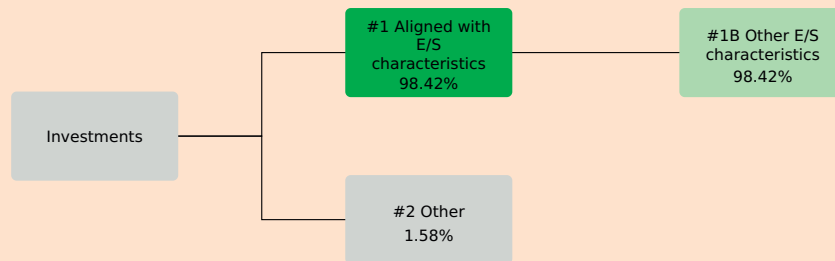 #1 Aligned with
E/S
characteristics
98.42%
#1B Other E/S
characteristics
98.42%
Investments
#2 Other
1.58%